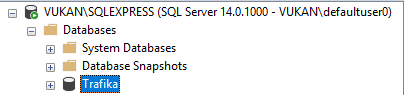 VUKAN\SQLEXPRESS (SQL Server 14.0.1000 - VUKAN\defaultuser0)
Databases
System Databases
Database Snapshots
Trafika